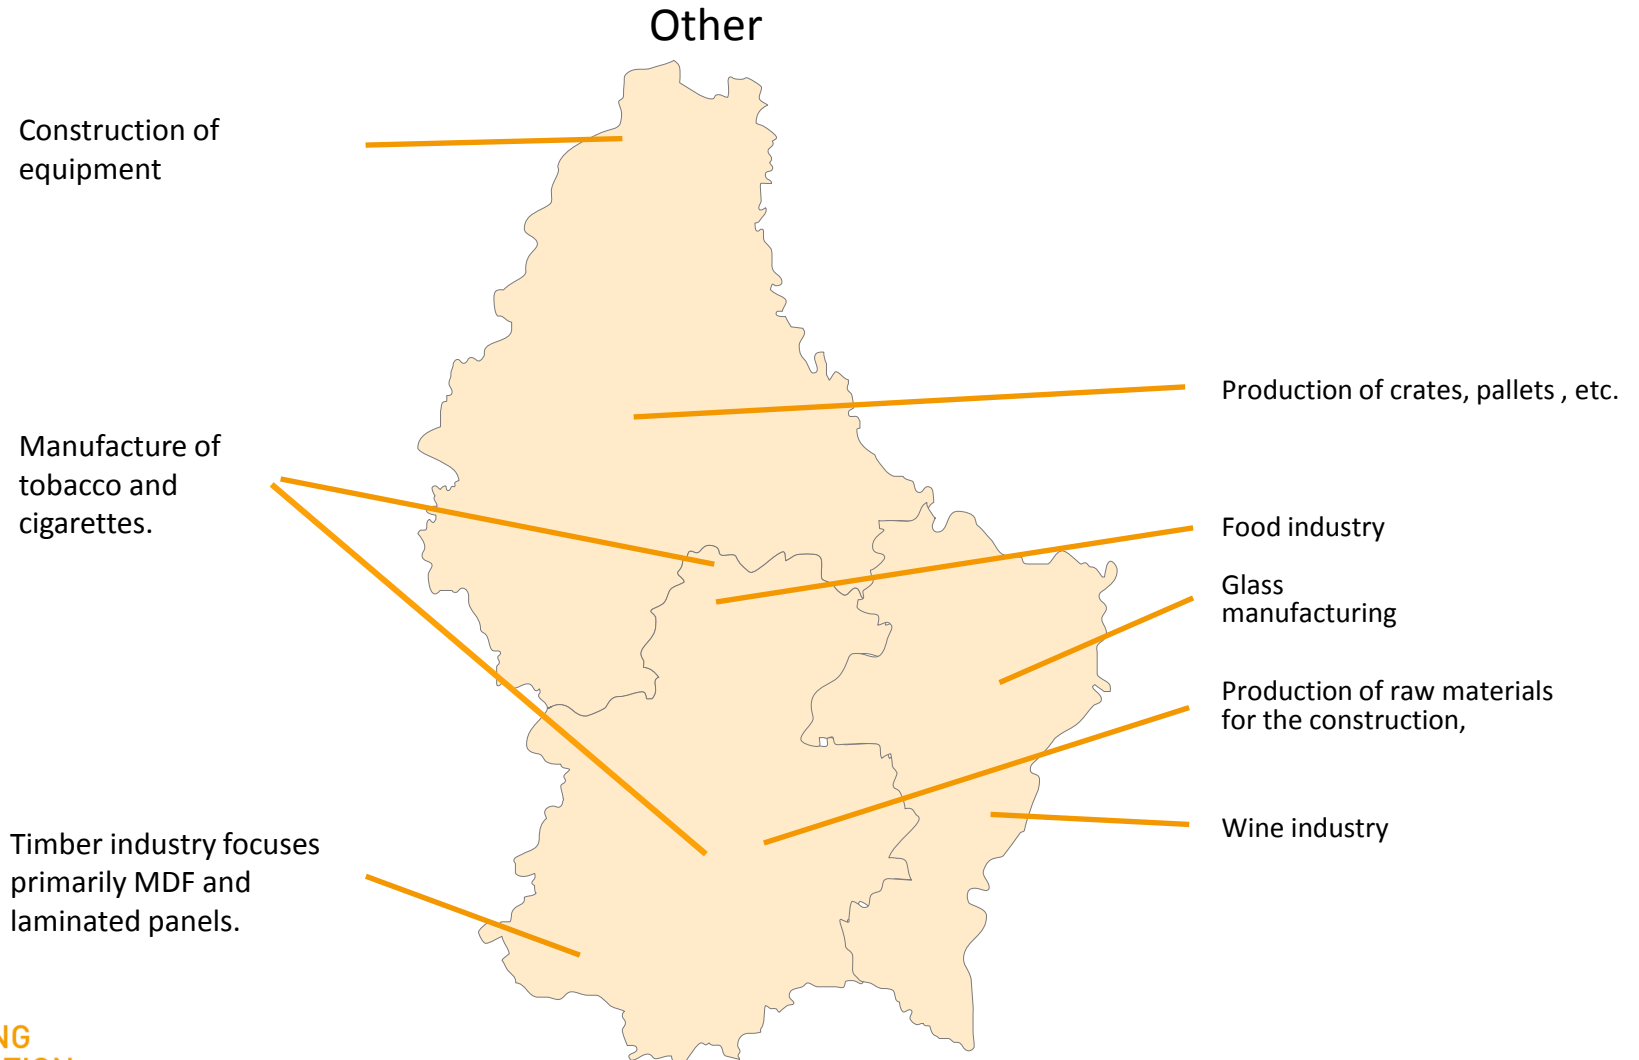 Other
Construction of
equipment
Manufacture of
tobacco and
cigarettes.
Timber industry focuses
primarily MDF and
laminated panels.
Production of crates, pallets , etc.
Food industry
Glass
manufacturing
Production of raw materials
for the construction,
Wine industry